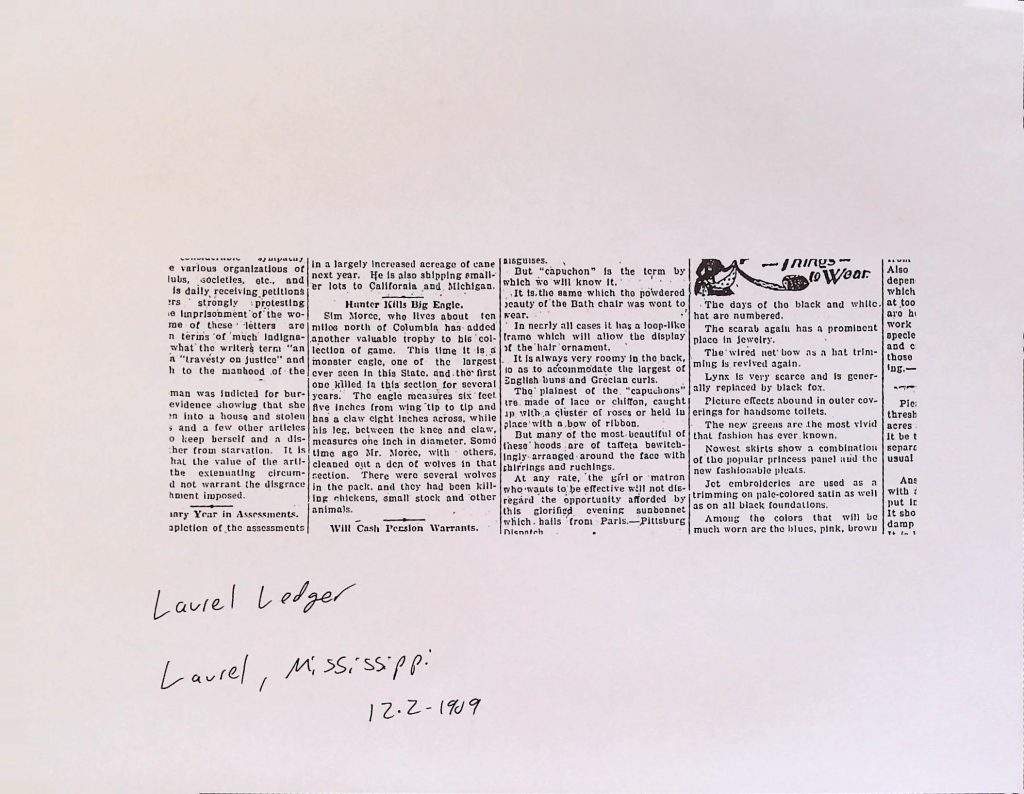 considerable sympathy
e various organizations of
lubs, societies, etc., and
is daily receiving petitions
rs strongly protesting
e imprisonment of the wo-
me of these letters are
n terms of much indigna-
what the writers term "an
a "travesty on justice" and
h to the manhood of the
man was indicted for bur-
evidence showing that she
en into a house and stolen
s and a few other articles
o keep herself and a dis-
her from starvation. It is
hat the value of the arti-
the extenuating circum-
d not warrant the disgrace
hment imposed.
nary Year in Assessments.
mpletion of the assessments
in a largely increased acreage of cane
next year. He is also shipping small-
er lots to California and Michigan.
Hunter Kills Big Eagle.
Sim Morce, who lives about ten
miles north of Columbia has added
another valuable trophy to his col-
lection of game. This time it is a
monster eagle, one of the largest
ever seen in this State, and the first
one killed in this section for several
years. The eagle measures six feet
five inches from wing tip to tip and
has a claw eight inches across, while
his leg, between the knee and claw,
measures one inch in diameter. Some
time ago Mr. Morce, with others,
cleaned out a den of wolves in that
section. There were several wolves
in the pack, and they had been kill-
ing chickens, small stock and other
animals.
Will Cash Pension Warrants.
disguises.
But "capuchon" is the term by
which we will know it.
It is the same which the powdered
beauty of the Bath chair was wont to
wear.
In nearly all cases it has a loop-like
frame which will allow the display
of the hair ornament.
It is always very roomy in the back,
so as to accommodate the largest of
English buns and Grecian curls.
The plainest of the "capuchons"
are made of lace or chiffon, caught
up with a cluster of roses or held in
place with a bow of ribbon.
But many of the most beautiful of
these hoods are of taffeta bewitch-
ingly arranged around the face with
shirrings and ruchings.
At any rate, the girl or matron
who wants to be effective will not dis-
regard the opportunity afforded by
this glorified evening sunbonnet
which hails from Paris.—Pittsburg
Dispatch.
—Things—
to Wear.
The days of the black and white
hat are numbered.
The scarab again has a prominent
place in jewelry.
The wired net bow as a hat trim-
ming is revived again.
Lynx is very scarce and is gener-
ally replaced by black fox.
Picture effects abound in outer cov-
erings for handsome toilets.
The new greens are the most vivid
that fashion has ever known.
Newest skirts show a combination
of the popular princess panel and the
new fashionable pleats.
Jet embroideries are used as a
trimming on pale-colored satin as well
as on all black foundations.
Among the colors that will be
much worn are the blues, pink, brown
from
Also
depen
which
at too
are he
work
specie
and c
those
ing.—
Ple
thresh
acres
it be t
separa
usual
Ans
with a
put in
It sho
damp
Laurel Ledger
Laurel, Mississippi
12-2-1909